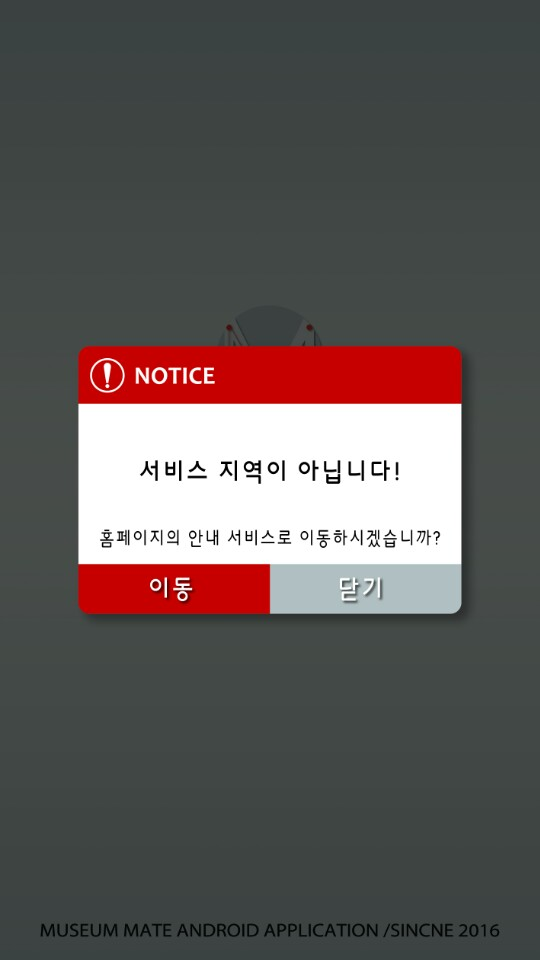 NOTICE
서비스 지역이 아닙니다!
홈페이지의 안내 서비스로 이동하시겠습니까?
이동 닫기
MUSEUM MATE ANDROID APPLICATION /SINCNE 2016